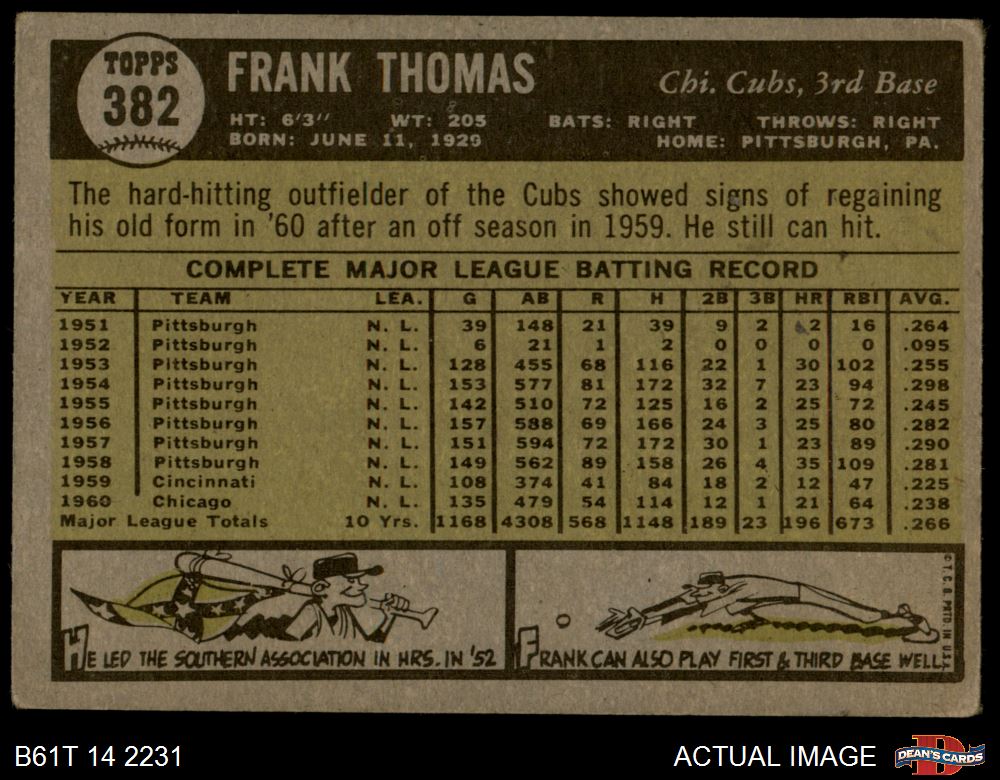 TOPPS
382
FRANK THOMAS
Chi. Cubs, 3rd Base
HT: 6'3" WT: 205 BATS: RIGHT THROWS: RIGHT
BORN: JUNE 11, 1929 HOME: PITTSBURGH, PA.
The hard-hitting outfielder of the Cubs showed signs of regaining
his old form in '60 after an off season in 1959. He still can hit.
COMPLETE MAJOR LEAGUE BATTING RECORD
YEAR TEAM LEA. G AB R H 2B 3B HR RBI AVG.
1951 Pittsburgh N. L. 39 148 21 39 9 2 2 16 .264
1952 Pittsburgh N. L. 6 21 1 2 0 0 0 0 .095
1953 Pittsburgh N. L. 128 455 68 116 22 1 30 102 .255
1954 Pittsburgh N. L. 153 577 81 172 32 7 23 94 .298
1955 Pittsburgh N. L. 142 510 72 125 16 2 25 72 .245
1956 Pittsburgh N. L. 157 588 69 166 24 3 25 80 .282
1957 Pittsburgh N. L. 151 594 72 172 30 1 23 89 .290
1958 Pittsburgh N. L. 149 562 89 158 26 4 35 109 .281
1959 Cincinnati N. L. 108 374 41 84 18 2 12 47 .225
1960 Chicago N. L. 135 479 54 114 12 1 21 64 .238
Major League Totals 10 Yrs. 1168 4308 568 1148 189 23 196 673 .266
HE LED THE SOUTHERN ASSOCIATION IN HRS. IN '52
FRANK CAN ALSO PLAY FIRST & THIRD BASE WELL.
© T. C. G. PRTD. IN U.S.A.
B61T 14 2231
ACTUAL IMAGE
DEAN'S CARDS